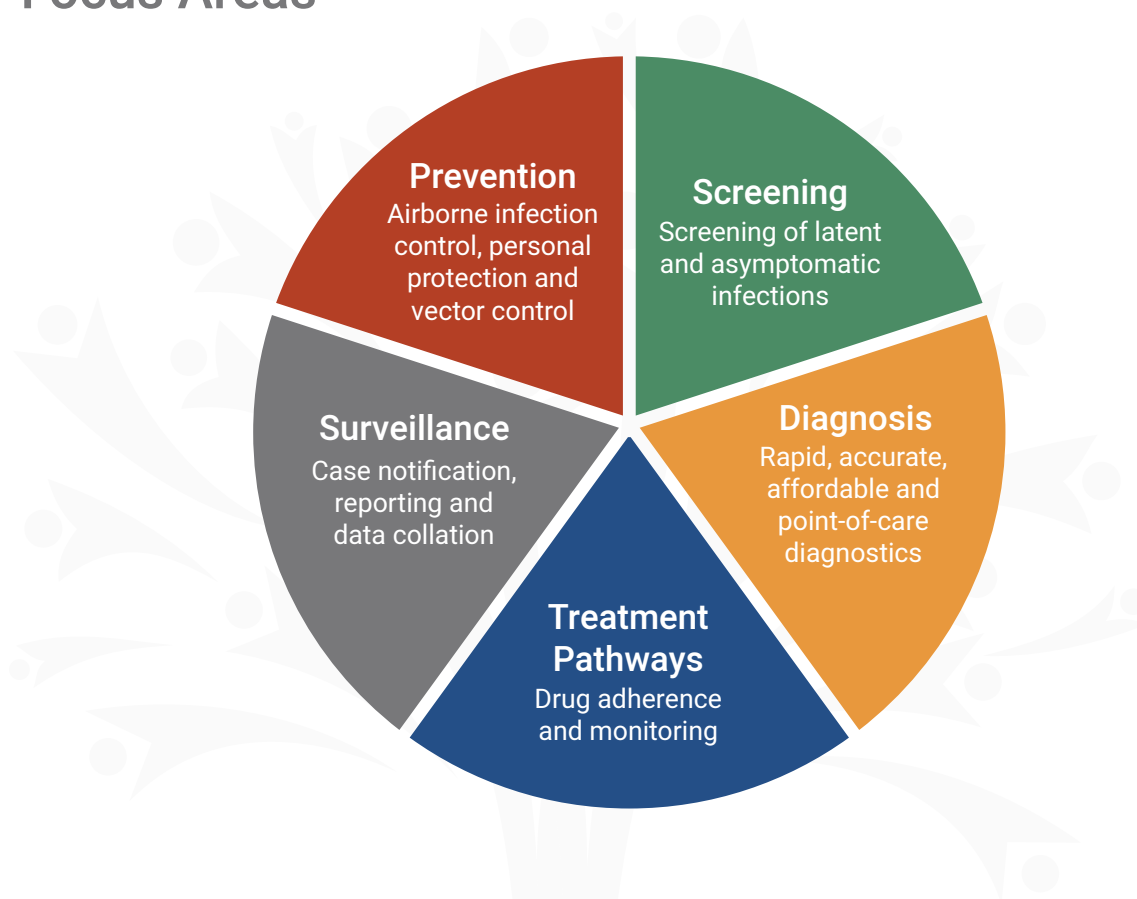 Focus Areas
Prevention
Airborne infection
control, personal
protection and
vector control
Screening
Screening of latent
and asymptomatic
infections
Diagnosis
Rapid, accurate,
affordable and
point-of-care
diagnostics
Treatment
Pathways
Drug adherence
and monitoring
Surveillance
Case notification,
reporting and
data collation